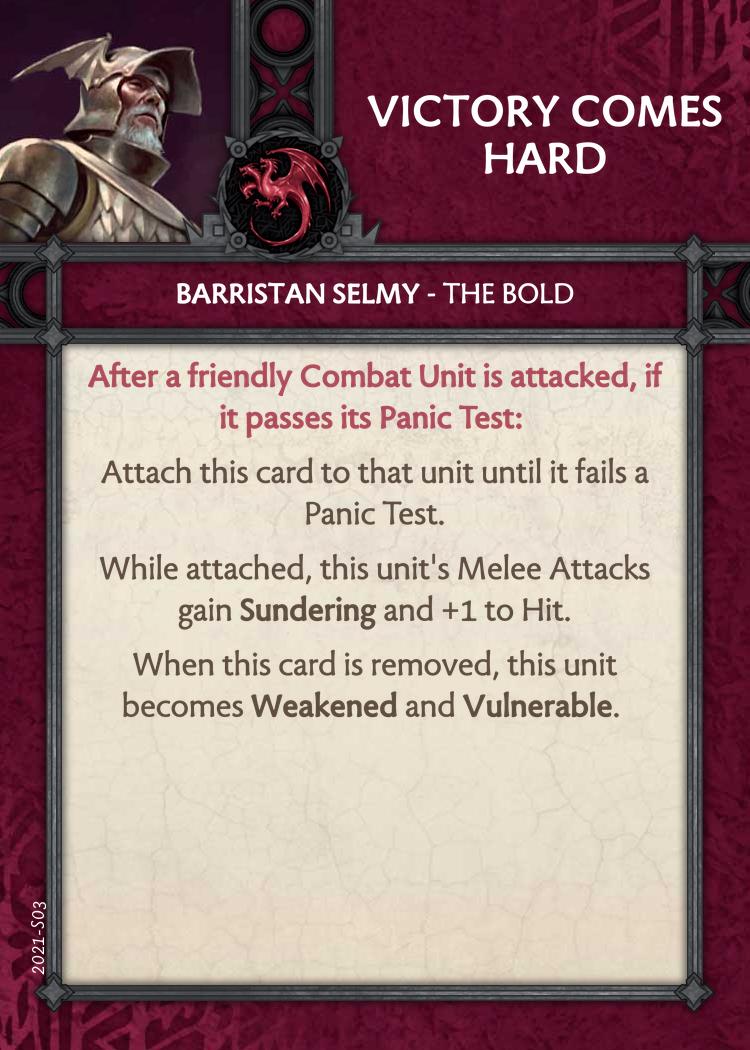 VICTORY COMES
HARD
BARRISTAN SELMY - THE BOLD
After a friendly Combat Unit is attacked, if
it passes its Panic Test:
Attach this card to that unit until it fails a
Panic Test.
While attached, this unit's Melee Attacks
gain Sundering and +1 to Hit.
When this card is removed, this unit
becomes Weakened and Vulnerable.
2021-S03